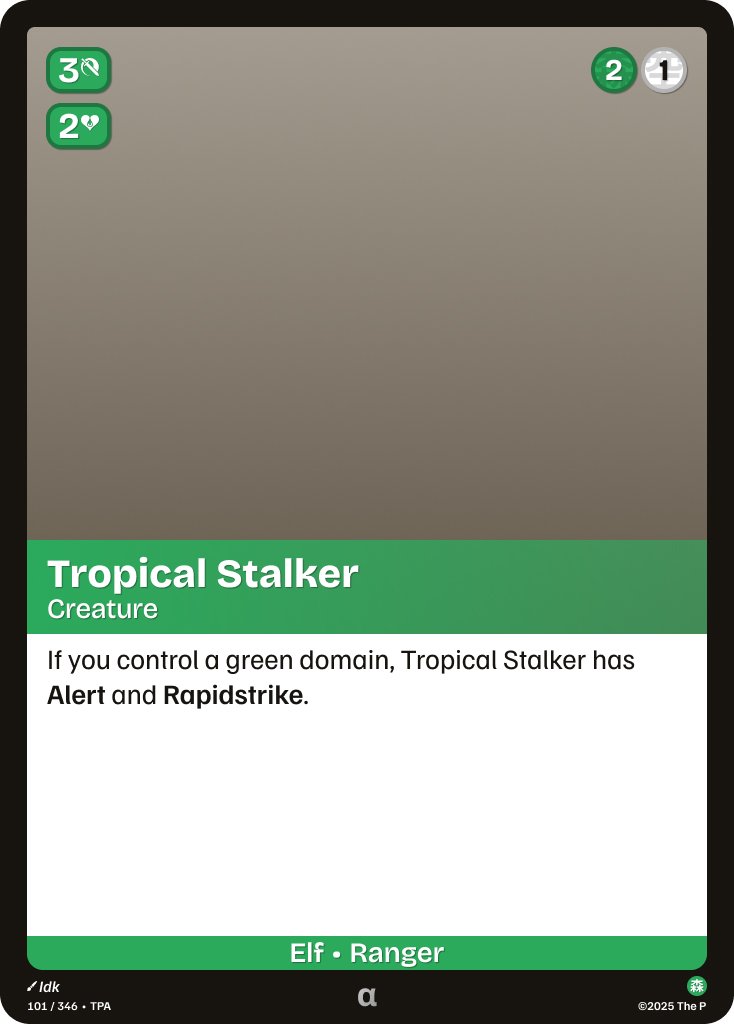 3
2
2 1
Tropical Stalker
Creature
If you control a green domain, Tropical Stalker has
Alert and Rapidstrike.
Elf • Ranger
Idk
101 / 346 • TPA
α
森
©2025 The P